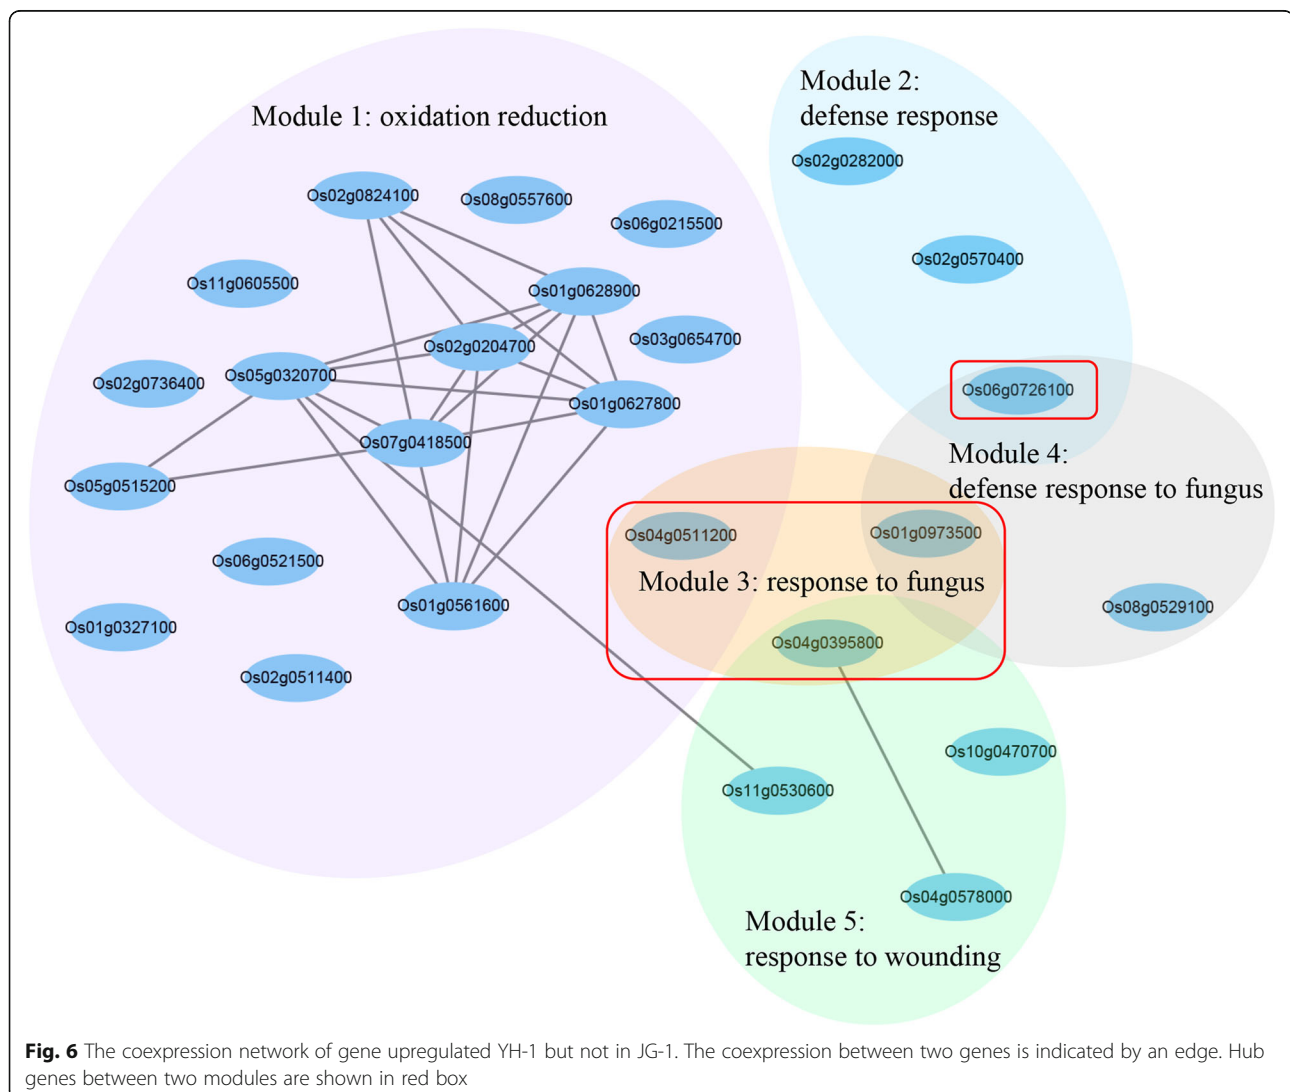 Module 2:
defense response
Module 1: oxidation reduction
Os02g0282000
Os02g0824100
Os08g0557600
Os06g0215500
Os02g0570400
Os11g0605500
Os01g0628900
Os03g0654700
Os02g0204700
Os05g0320700
Os02g0736400
Os06g0726100
Os01g0627800
Os07g0418500
Module 4:
defense response to fungus
Os05g0515200
Os04g0511200
Os01g0973500
Os06g0521500
Module 3: response to fungus
Os01g0561600
Os08g0529100
Os01g0327100
Os04g0395800
Os02g0511400
Os10g0470700
Os11g0530600
Os04g0578000
Module 5:
response to wounding
Fig. 6 The coexpression network of gene upregulated YH-1 but not in JG-1. The coexpression between two genes is indicated by an edge. Hub
genes between two modules are shown in red box